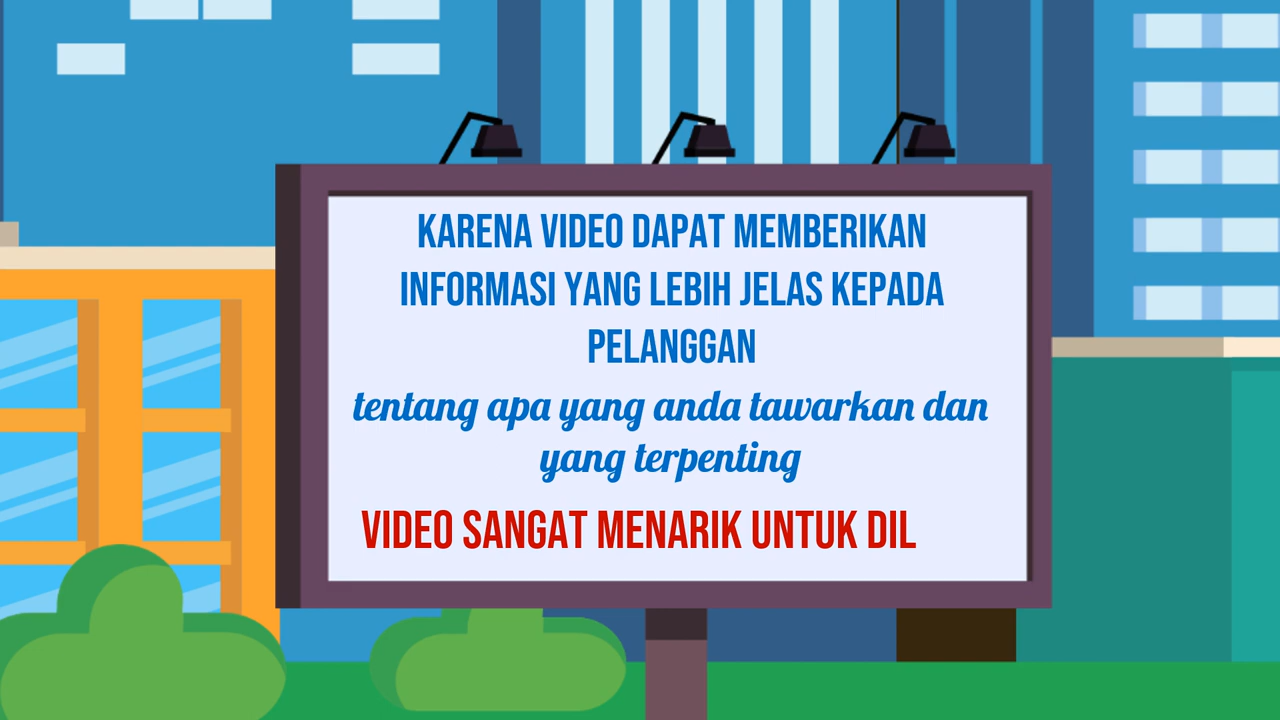 KARENA VIDEO DAPAT MEMBERIKAN
INFORMASI YANG LEBIH JELAS KEPADA
PELANGGAN
tentang apa yang anda tawarkan dan
yang terpenting
VIDEO SANGAT MENARIK UNTUK DIL